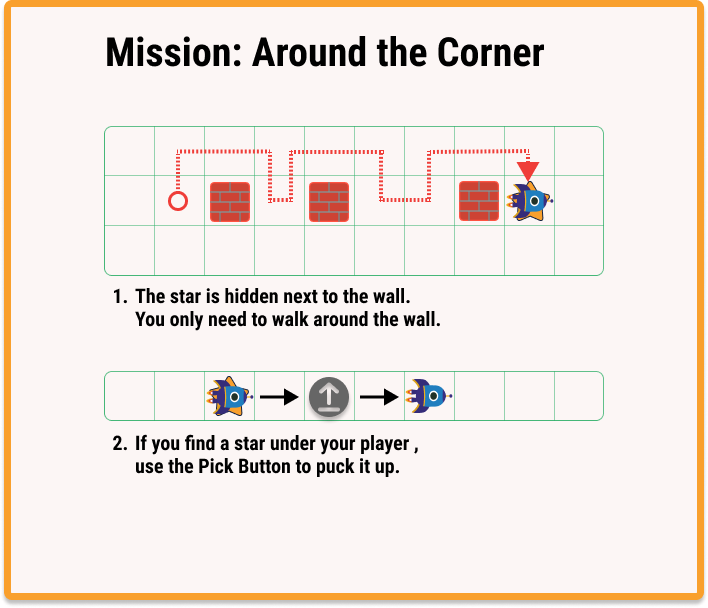 Mission: Around the Corner
1. The star is hidden next to the wall.
You only need to walk around the wall.
2. If you find a star under your player ,
use the Pick Button to puck it up.